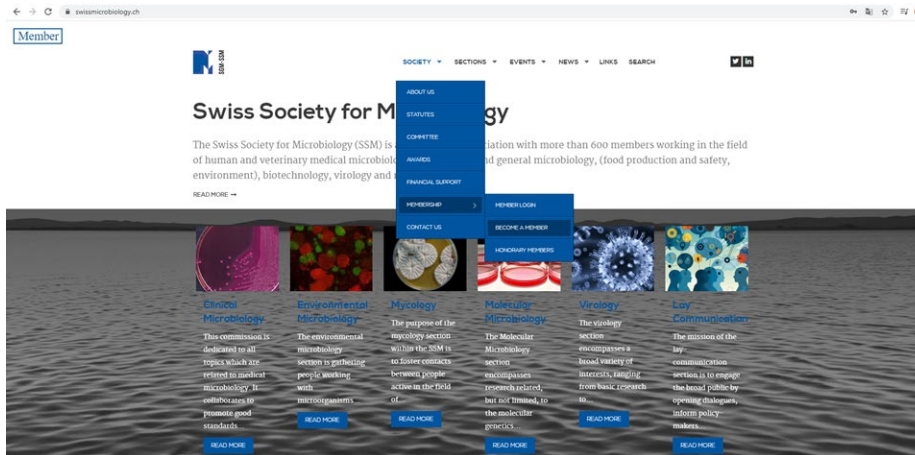 swissmicrobiology.ch
Member
SGM-SSM
SOCIETY SECTIONS EVENTS NEWS LINKS SEARCH
ABOUT US
STATUTES
COMMITTEE
AWARDS
FINANCIAL SUPPORT
MEMBERSHIP
CONTACT US
MEMBER LOGIN
BECOME A MEMBER
HONORARY MEMBERS
Swiss Society for M gy
The Swiss Society for Microbiology (SSM) is ciation with more than 600 members working in the field
of human and veterinary medical microbiolo d general microbiology, (food production and safety,
environment), biotechnology, virology and
READ MORE →
Clinical
Microbiology
This commission is
dedicated to all
topics which are
related to medical
microbiology. It
collaborates to
promote good
standards
READ MORE
Environmental
Microbiology
The environmental
microbiology
section is gathering
people working
with
microorganisms
READ MORE
Mycology
The purpose of the
mycology section
within the SSM is
to foster contacts
between people
active in the field
of...
READ MORE
Molecular
Microbiology
The Molecular
Microbiology
section
encompasses
research related,
but not limited, to
the molecular
genetics...
READ MORE
Virology
The virology
section
encompasses a
broad variety of
interests, ranging
from basic research
to...
READ MORE
Lay
Communication
The mission of the
lay-
communication
section is to engage
the broad public by
opening dialogues,
inform policy-
makers...
READ MORE